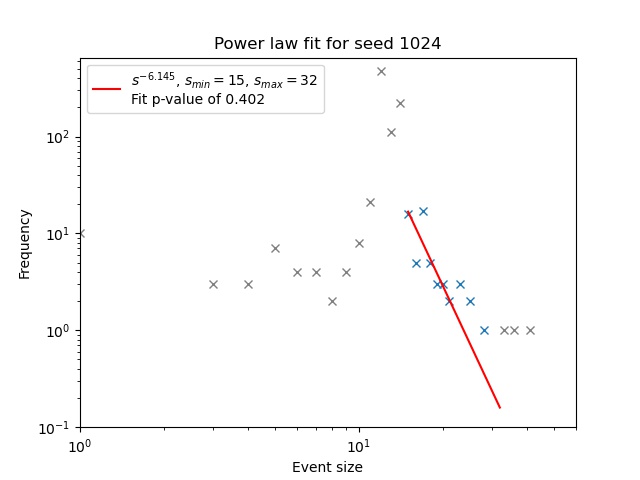 Power law fit for seed 1024
s^{-6.145}, s_{min} = 15, s_{max} = 32
Fit p-value of 0.402
Frequency
10^2
10^1
10^0
10^{-1}
10^0
10^1
Event size